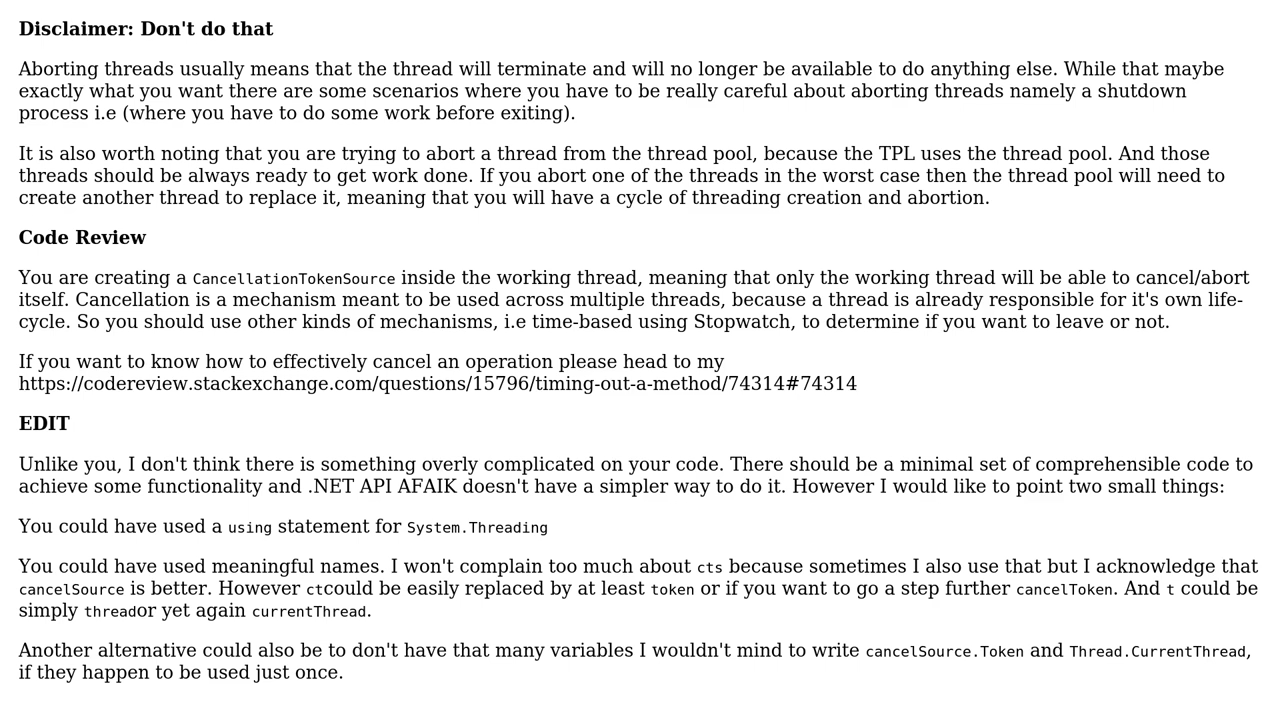 Disclaimer: Don't do that
Aborting threads usually means that the thread will terminate and will no longer be available to do anything else. While that maybe
exactly what you want there are some scenarios where you have to be really careful about aborting threads namely a shutdown
process i.e (where you have to do some work before exiting).
It is also worth noting that you are trying to abort a thread from the thread pool, because the TPL uses the thread pool. And those
threads should be always ready to get work done. If you abort one of the threads in the worst case then the thread pool will need to
create another thread to replace it, meaning that you will have a cycle of threading creation and abortion.
Code Review
You are creating a CancellationTokenSource inside the working thread, meaning that only the working thread will be able to cancel/abort
itself. Cancellation is a mechanism meant to be used across multiple threads, because a thread is already responsible for it's own life-
cycle. So you should use other kinds of mechanisms, i.e time-based using Stopwatch, to determine if you want to leave or not.
If you want to know how to effectively cancel an operation please head to my
https://codereview.stackexchange.com/questions/15796/timing-out-a-method/74314#74314
EDIT
Unlike you, I don't think there is something overly complicated on your code. There should be a minimal set of comprehensible code to
achieve some functionality and .NET API AFAIK doesn't have a simpler way to do it. However I would like to point two small things:
You could have used a using statement for System.Threading
You could have used meaningful names. I won't complain too much about cts because sometimes I also use that but I acknowledge that
cancelSource is better. However ctcould be easily replaced by at least token or if you want to go a step further cancelToken. And t could be
simply threador yet again currentThread.
Another alternative could also be to don't have that many variables I wouldn't mind to write cancelSource.Token and Thread.CurrentThread,
if they happen to be used just once.